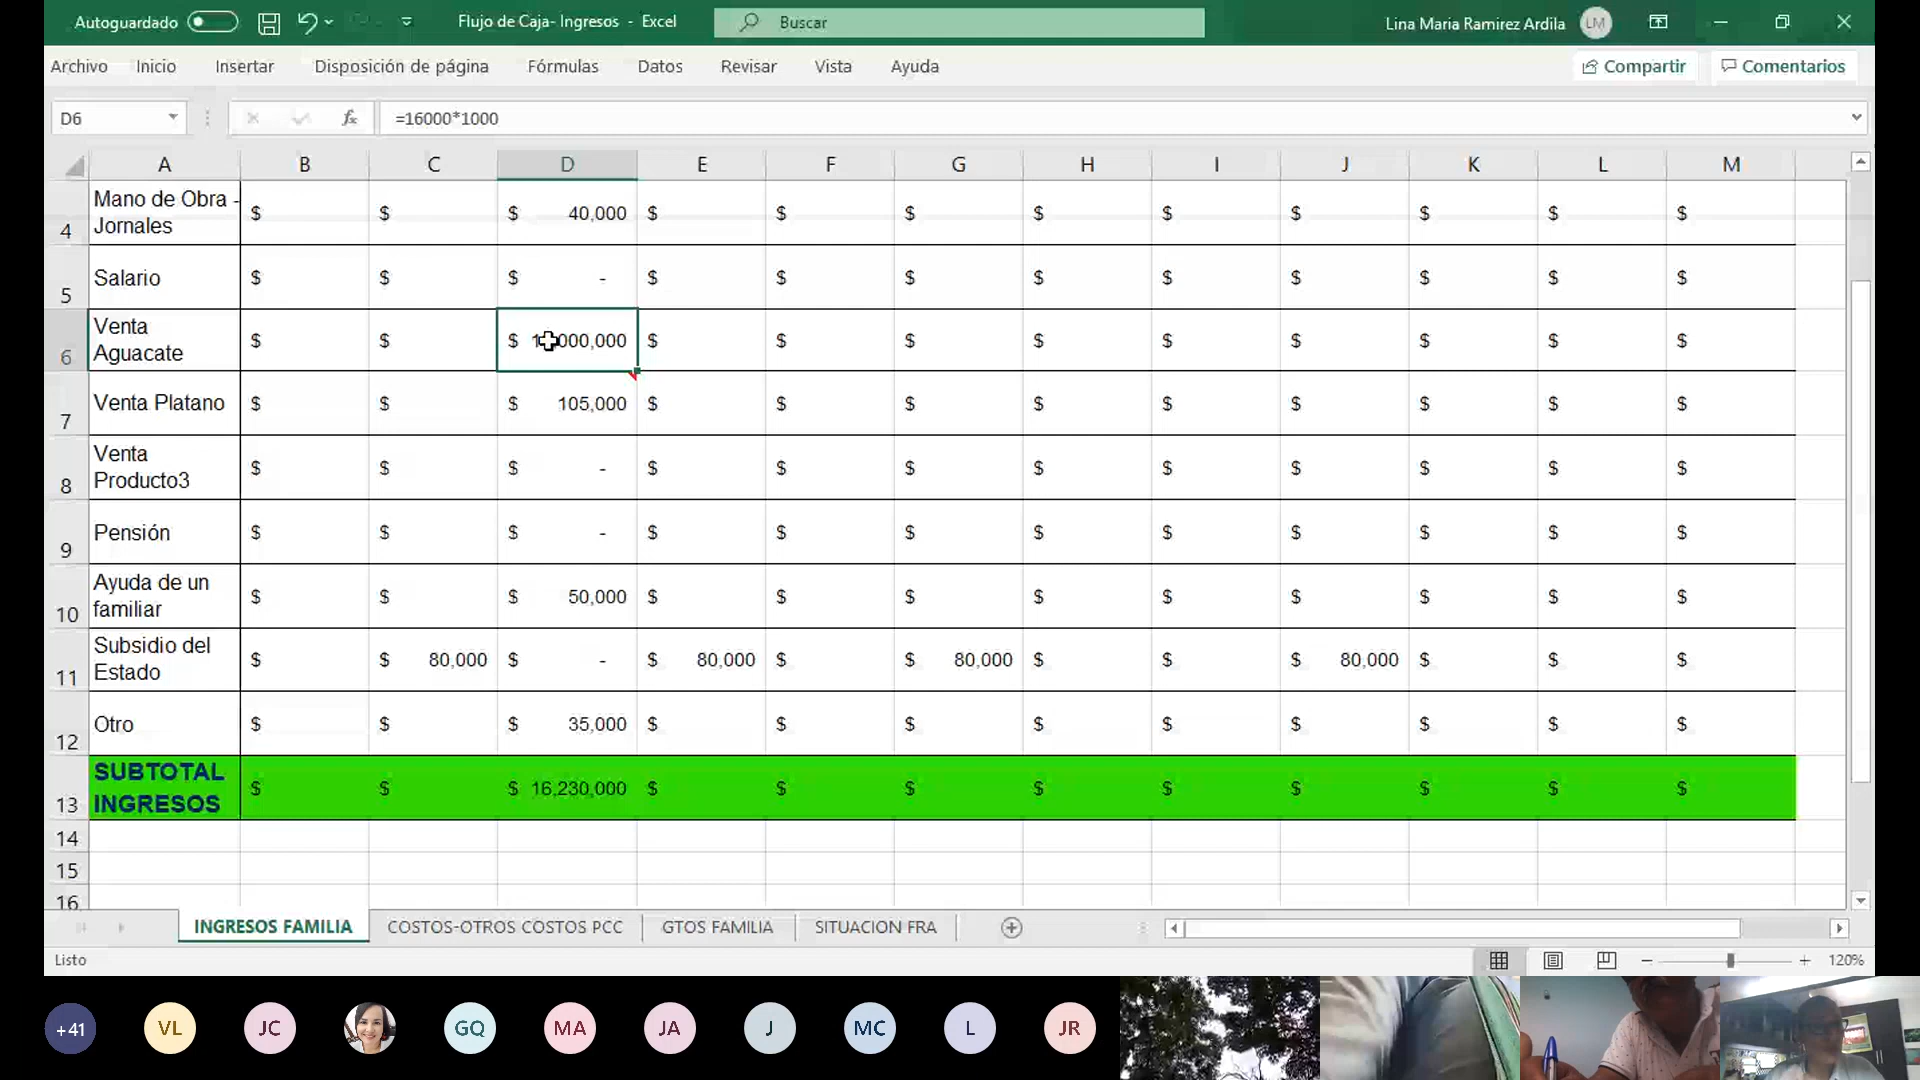 Autoguardado Flujo de Caja- Ingresos - Excel Buscar Lina Maria Ramirez Ardila LM
Archivo Inicio Insertar Disposición de página Fórmulas Datos Revisar Vista Ayuda Compartir Comentarios
D6 fx =16000*1000
A B C D E F G H I J K L M
4 Mano de Obra - Jornales $ $ $ 40,000 $ $ $ $ $ $ $ $ $
5 Salario $ $ $ - $ $ $ $ $ $ $ $ $
6 Venta Aguacate $ $ $ $ $ $ $ $ $ $ $ $
7 Venta Platano $ $ $ 105,000 $ $ $ $ $ $ $ $ $
8 Venta Producto3 $ $ $ - $ $ $ $ $ $ $ $ $
9 Pensión $ $ $ - $ $ $ $ $ $ $ $ $
10 Ayuda de un familiar $ $ $ 50,000 $ $ $ $ $ $ $ $ $
11 Subsidio del Estado $ $ 80,000 $ - $ 80,000 $ $ 80,000 $ $ $ 80,000 $ $ $
12 Otro $ $ $ 35,000 $ $ $ $ $ $ $ $ $
13 SUBTOTAL INGRESOS $ $ $ 16,230,000 $ $ $ $ $ $ $ $ $
14
15
16
INGRESOS FAMILIA COSTOS-OTROS COSTOS PCC GTOS FAMILIA SITUACION FRA
Listo 120%
+41 VL JC GQ MA JA J MC L JR